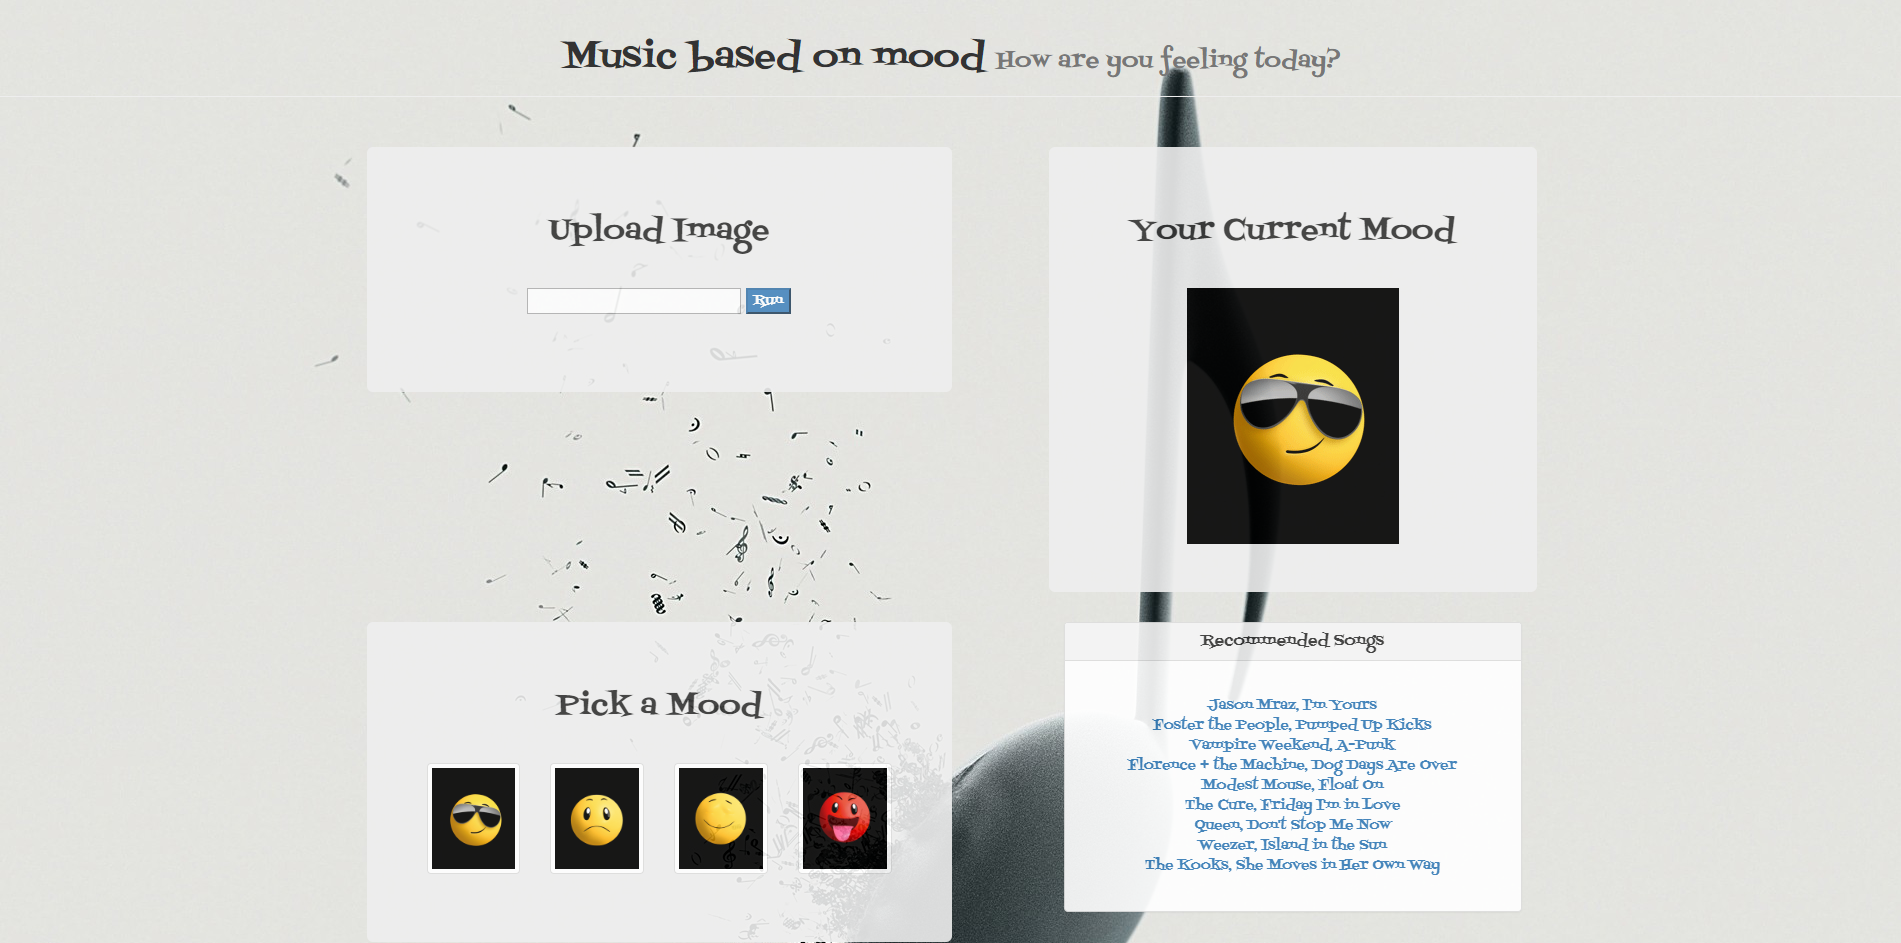 Music based on mood How are you feeling today?
Upload Image
Run
Your Current Mood
Pick a Mood
Recommended Songs
Jason Mraz, I'm Yours
Foster the People, Pumped Up Kicks
Vampire Weekend, A-Punk
Florence + the Machine, Dog Days Are Over
Modest Mouse, Float On
The Cure, Friday I'm in Love
Queen, Don't Stop Me Now
Weezer, Island in the Sun
The Kooks, She Moves in Her Own Way